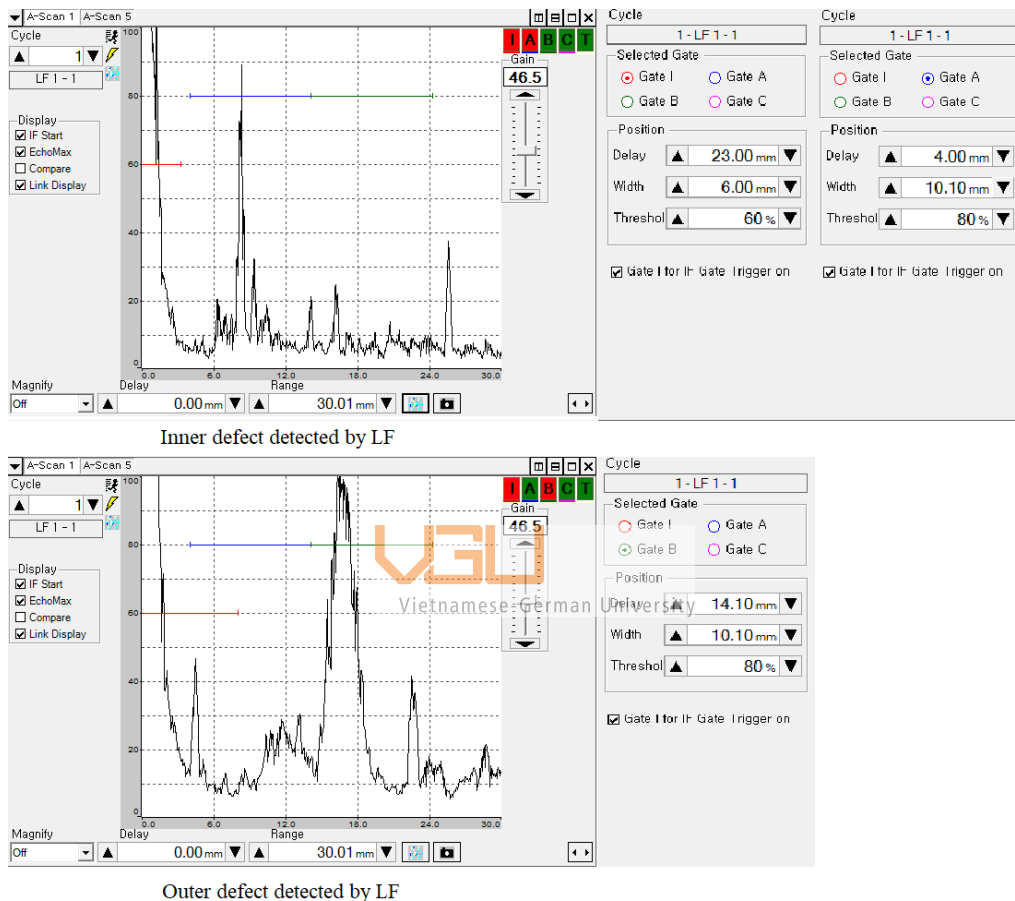 A-Scan 1 A-Scan 5
Cycle
1
LF 1 - 1
Display
IF Start
EchoMax
Compare
Link Display
100
80
60
40
20
0
0.0 6.0 12.0 18.0 24.0 30.0
I A B C T
Gain
46.5
Magnify Delay Range
Off 0.00 mm 30.01 mm
Cycle
1 - LF 1 - 1
Selected Gate
Gate I Gate A
Gate B Gate C
Position
Delay 23.00 mm
Width 6.00 mm
Threshol 60 %
Gate I for IF Gate Trigger on
Cycle
1 - LF 1 - 1
Selected Gate
Gate I Gate A
Gate B Gate C
Position
Delay 4.00 mm
Width 10.10 mm
Threshol 80 %
Gate I for IF Gate Trigger on
Inner defect detected by LF
A-Scan 1 A-Scan 5
Cycle
1
LF 1 - 1
Display
IF Start
EchoMax
Compare
Link Display
100
80
60
40
20
0
0.0 6.0 12.0 18.0 24.0 30.0
I A B C T
Gain
46.5
VGU
Vietnamese-German University
Magnify Delay Range
Off 0.00 mm 30.01 mm
Cycle
1 - LF 1 - 1
Selected Gate
Gate I Gate A
Gate B Gate C
Position
Delay 14.10 mm
Width 10.10 mm
Threshol 80 %
Gate I for IF Gate Trigger on
Outer defect detected by LF